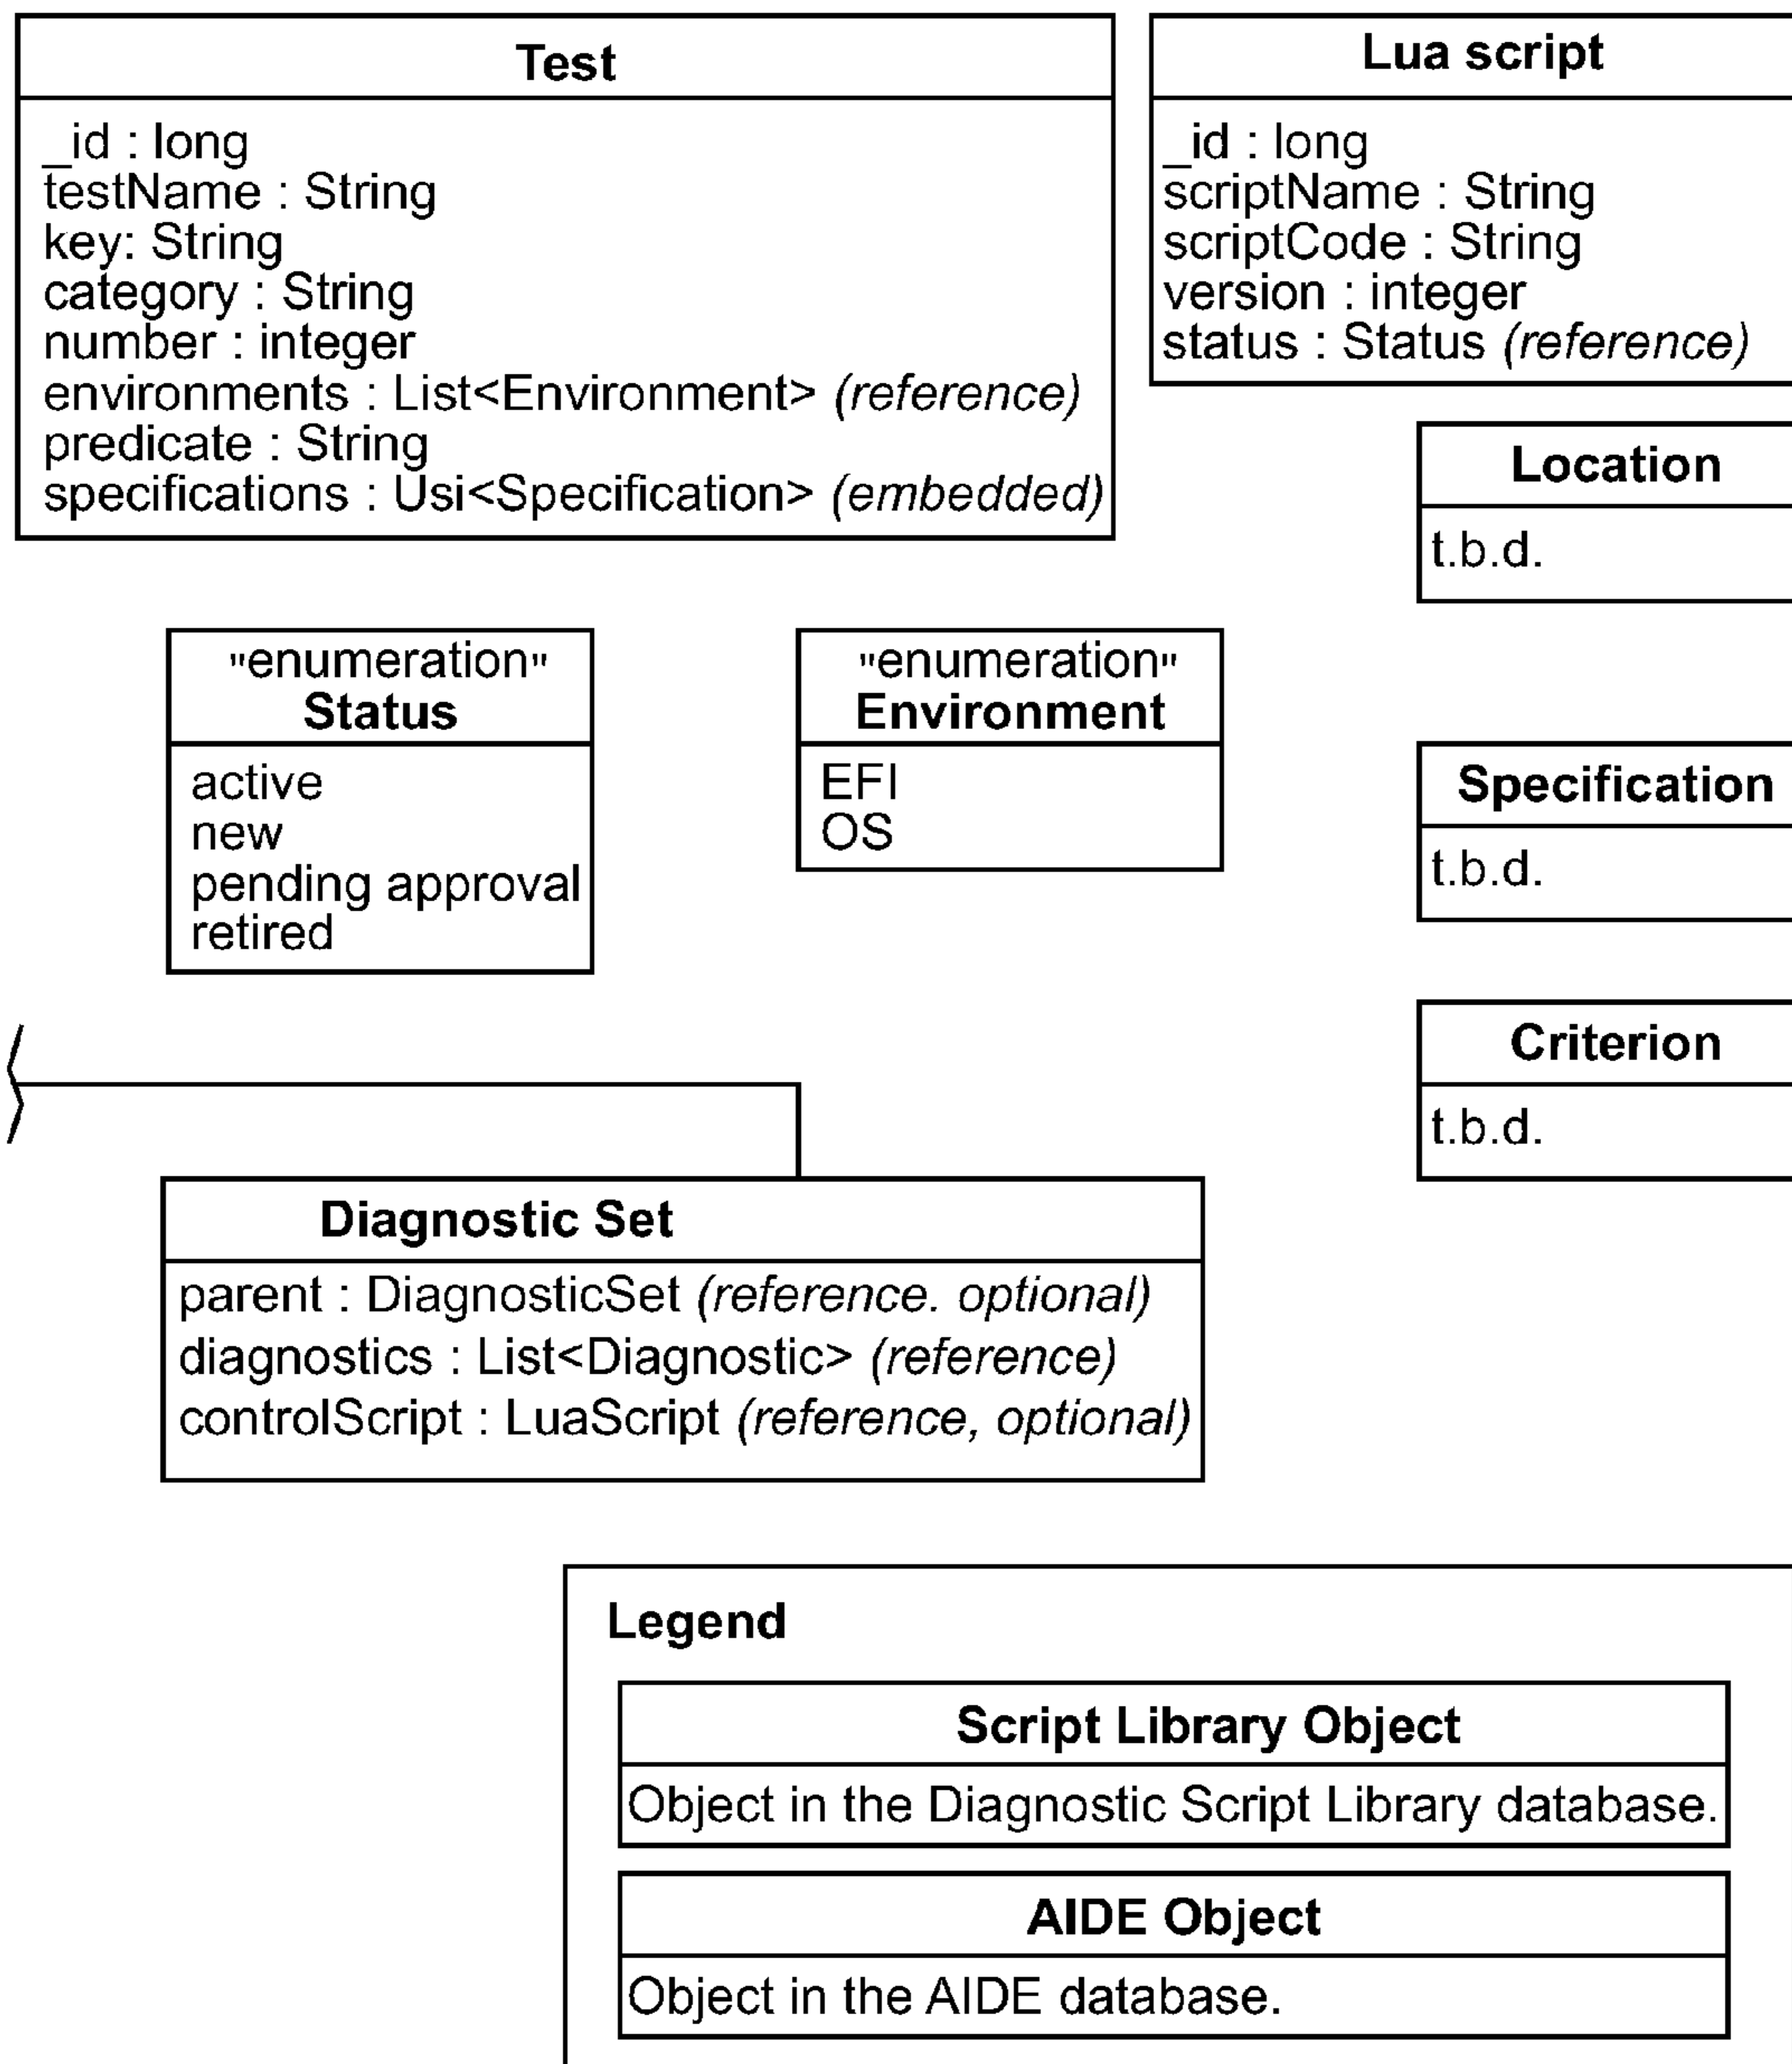 Test
_id : long
testName : String
key: String
category : String
number : integer
environments : List<Environment> (reference)
predicate : String
specifications : Usi<Specification> (embedded)
Lua script
_id : long
scriptName : String
scriptCode : String
version : integer
status : Status (reference)
Location
t.b.d.
"enumeration"
Status
active
new
pending approval
retired
"enumeration"
Environment
EFI
OS
Specification
t.b.d.
Criterion
t.b.d.
Diagnostic Set
parent : DiagnosticSet (reference. optional)
diagnostics : List<Diagnostic> (reference)
controlScript : LuaScript (reference, optional)
Legend
Script Library Object
Object in the Diagnostic Script Library database.
AIDE Object
Object in the AIDE database.